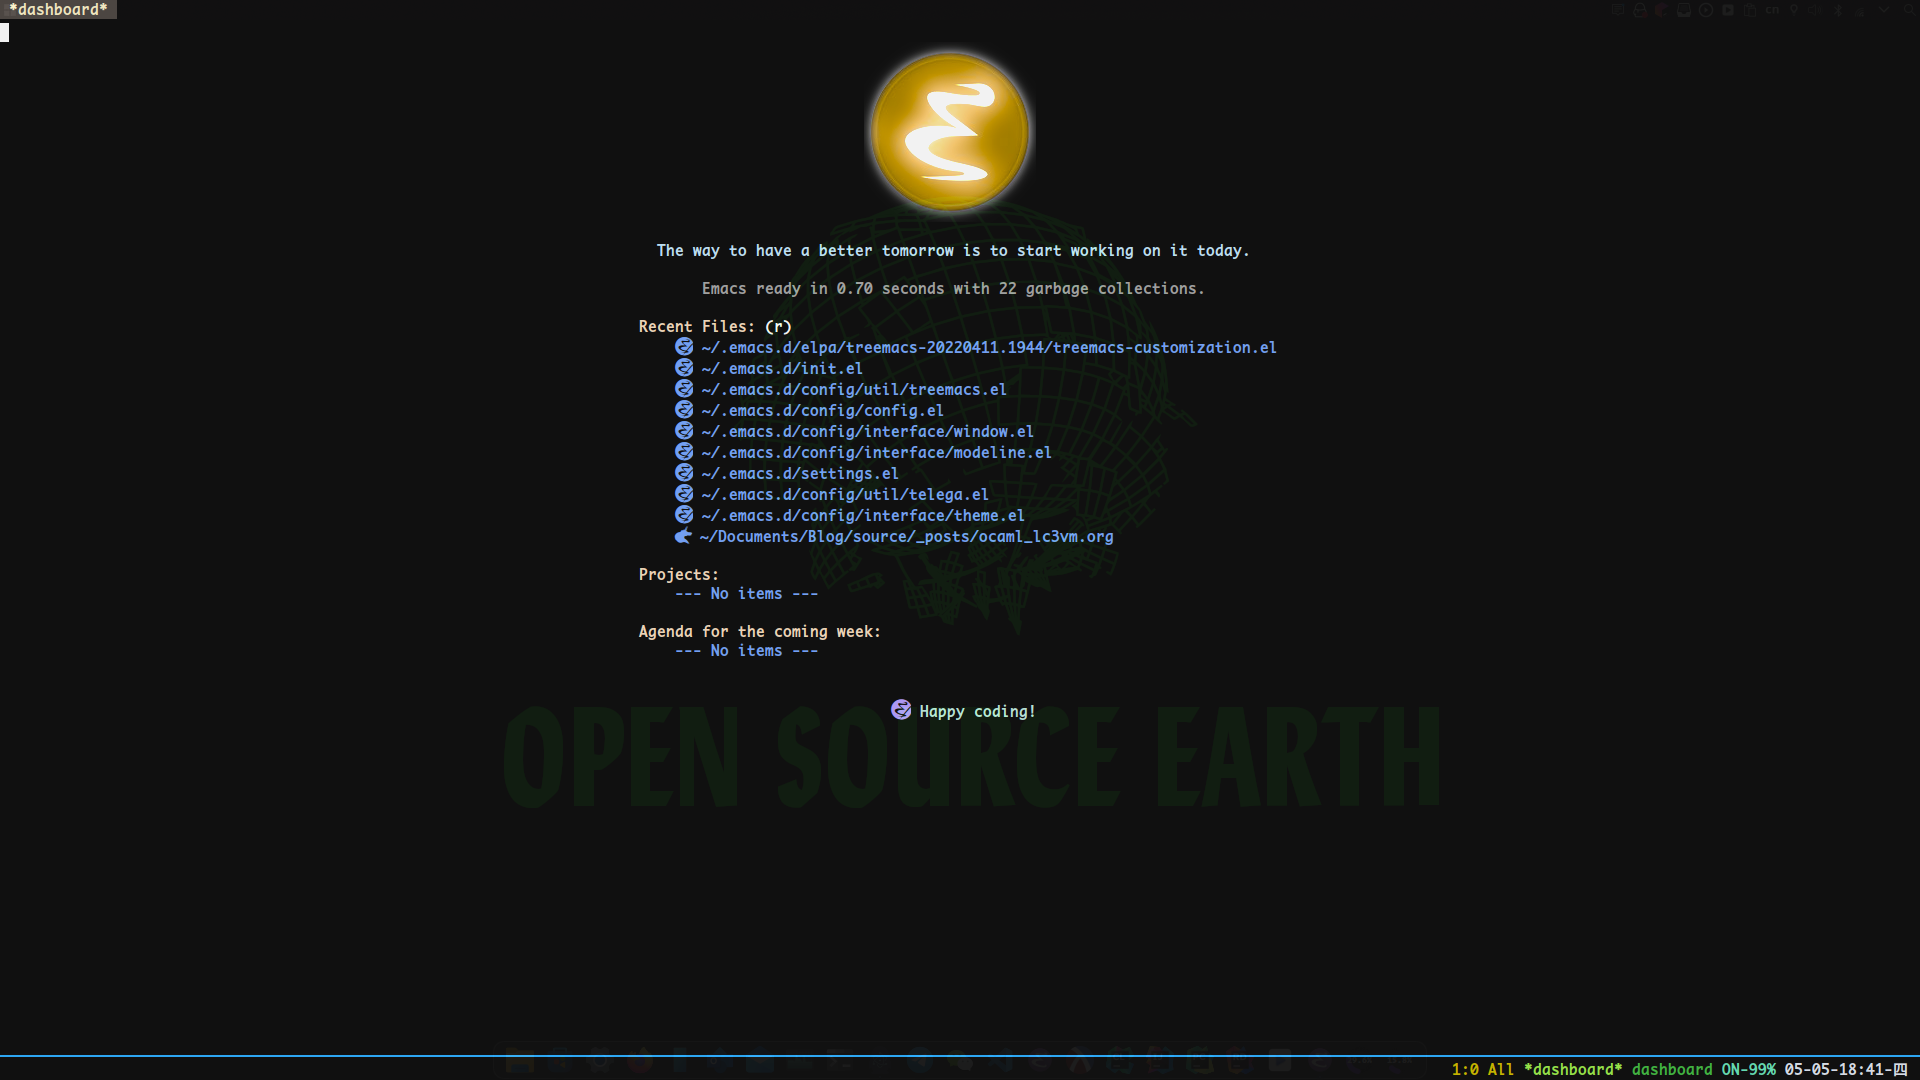 *dashboard*
cn
The way to have a better tomorrow is to start working on it today.
Emacs ready in 0.70 seconds with 22 garbage collections.
Recent Files: (r)
~/.emacs.d/elpa/treemacs-20220411.1944/treemacs-customization.el
~/.emacs.d/init.el
~/.emacs.d/config/util/treemacs.el
~/.emacs.d/config/config.el
~/.emacs.d/config/interface/window.el
~/.emacs.d/config/interface/modeline.el
~/.emacs.d/settings.el
~/.emacs.d/config/util/telega.el
~/.emacs.d/config/interface/theme.el
~/Documents/Blog/source/_posts/ocaml_lc3vm.org
Projects:
--- No items ---
Agenda for the coming week:
--- No items ---
Happy coding!
OPEN SOURCE EARTH
1:0 All *dashboard* dashboard ON-99% 05-05-18:41-四